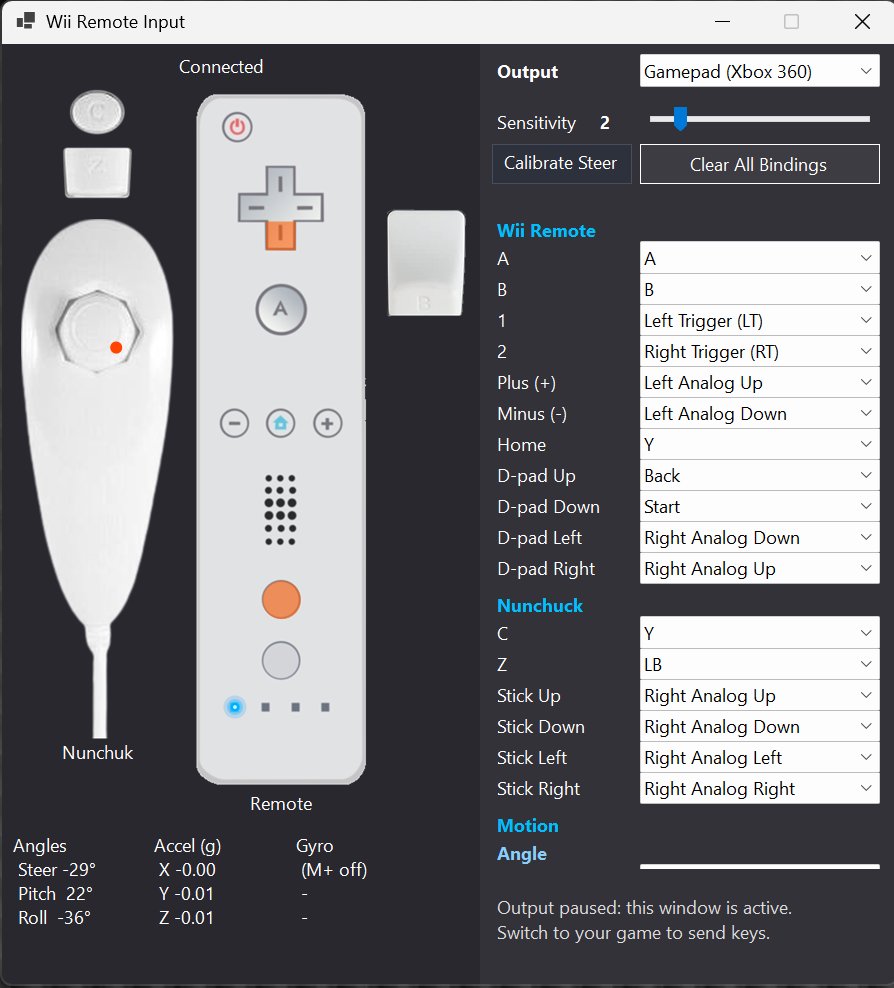 Wii Remote Input
Connected
C
Z
A
B
Nunchuk
Remote
Angles Accel (g) Gyro
Steer -29° X -0.00 (M+ off)
Pitch 22° Y -0.01 -
Roll -36° Z -0.01 -
Output Gamepad (Xbox 360)
Sensitivity 2
Calibrate Steer Clear All Bindings
Wii Remote
A A
B B
1 Left Trigger (LT)
2 Right Trigger (RT)
Plus (+) Left Analog Up
Minus (-) Left Analog Down
Home Y
D-pad Up Back
D-pad Down Start
D-pad Left Right Analog Down
D-pad Right Right Analog Up
Nunchuck
C Y
Z LB
Stick Up Right Analog Up
Stick Down Right Analog Down
Stick Left Right Analog Left
Stick Right Right Analog Right
Motion
Angle
Output paused: this window is active.
Switch to your game to send keys.